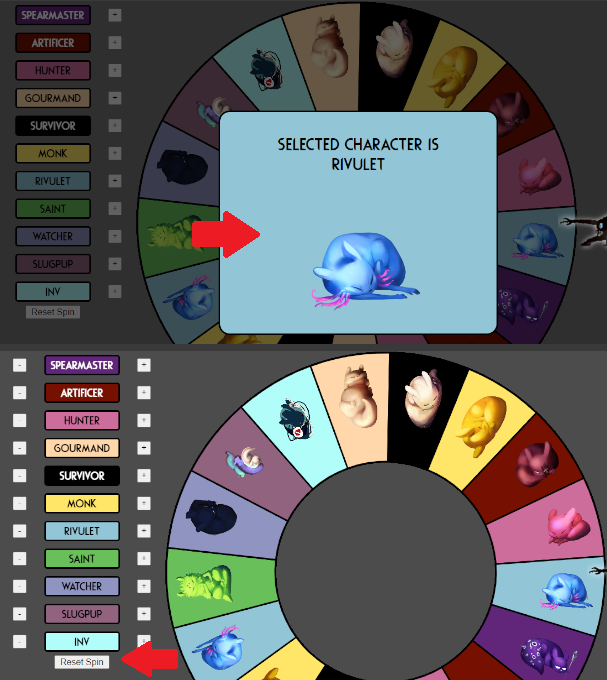 SPEARMASTER +
ARTIFICER +
HUNTER +
GOURMAND +
SURVIVOR +
MONK +
RIVULET +
SAINT +
WATCHER +
SLUGPUP +
INV +
Reset Spin
SELECTED CHARACTER IS
RIVULET
- SPEARMASTER +
- ARTIFICER +
- HUNTER +
- GOURMAND +
- SURVIVOR +
- MONK +
- RIVULET +
- SAINT +
- WATCHER +
- SLUGPUP +
- INV +
Reset Spin